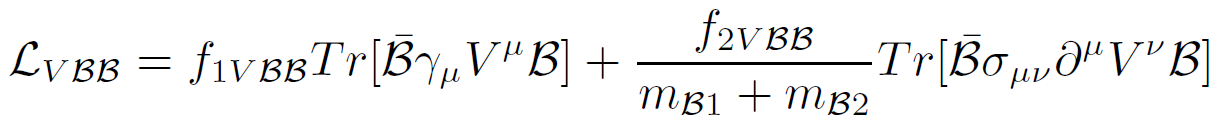 $\mathcal{L}_{V\mathcal{B}\mathcal{B}} = f_{1V\mathcal{B}\mathcal{B}} Tr[\bar{\mathcal{B}} \gamma_{\mu} V^{\mu} \mathcal{B}] + \frac{f_{2V\mathcal{B}\mathcal{B}}}{m_{\mathcal{B}1} + m_{\mathcal{B}2}} Tr[\bar{\mathcal{B}} \sigma_{\mu\nu} \partial^{\mu} V^{\nu} \mathcal{B}]$